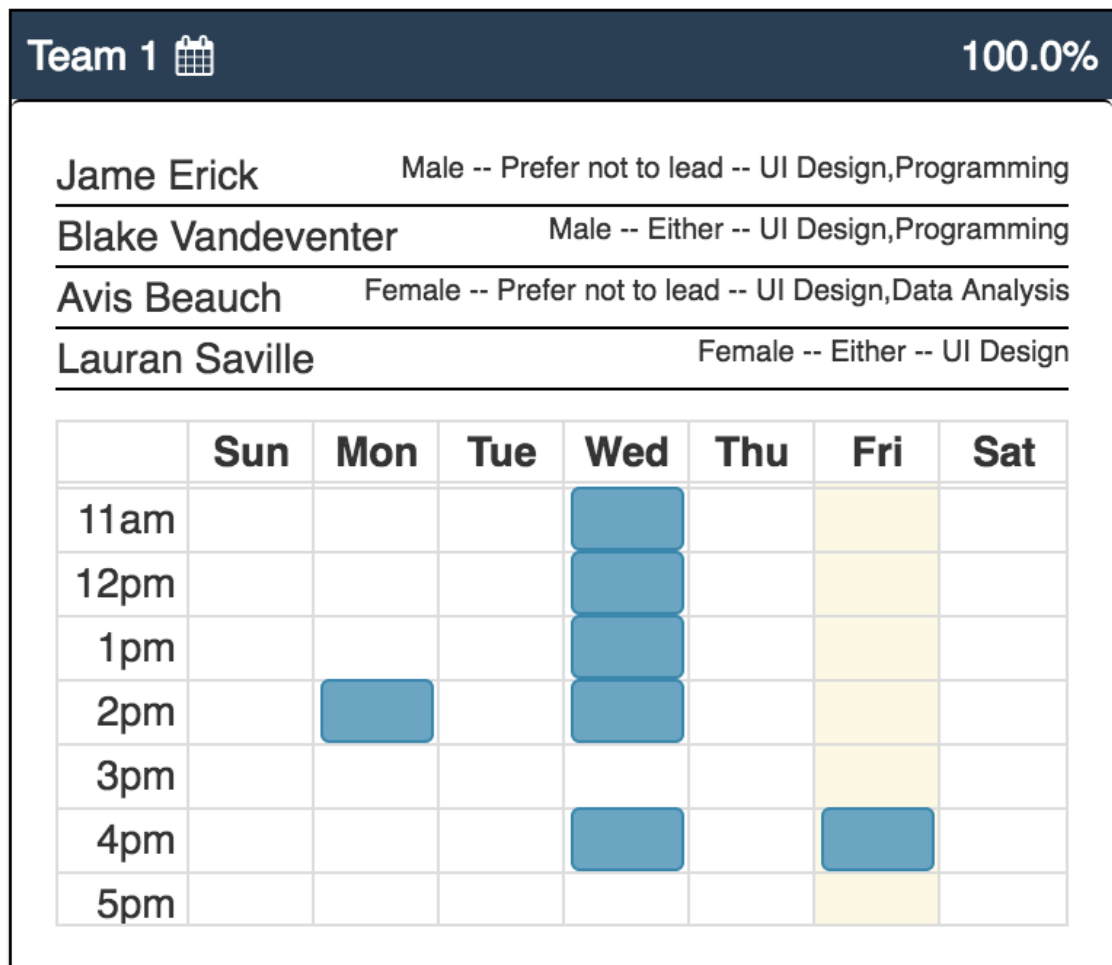 Team 1 100.0%
Jame Erick Male -- Prefer not to lead -- UI Design,Programming
Blake Vandeventer Male -- Either -- UI Design,Programming
Avis Beauch Female -- Prefer not to lead -- UI Design,Data Analysis
Lauran Saville Female -- Either -- UI Design
Sun Mon Tue Wed Thu Fri Sat
11am
12pm
1pm
2pm
3pm
4pm
5pm